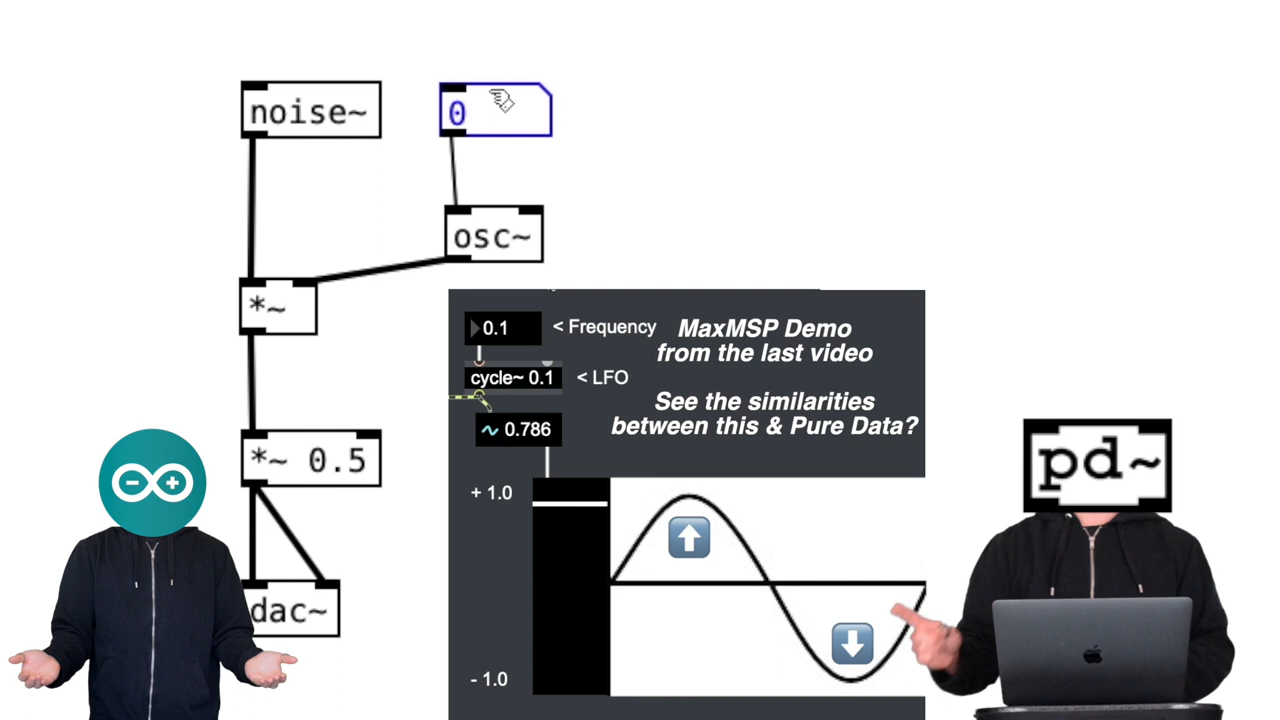 noise~
0
osc~
*~
*~ 0.5
dac~
0.1
< Frequency
cycle~ 0.1
< LFO
0.786
+ 1.0
- 1.0
MaxMSP Demo
from the last video
See the similarities
between this & Pure Data?
pd~